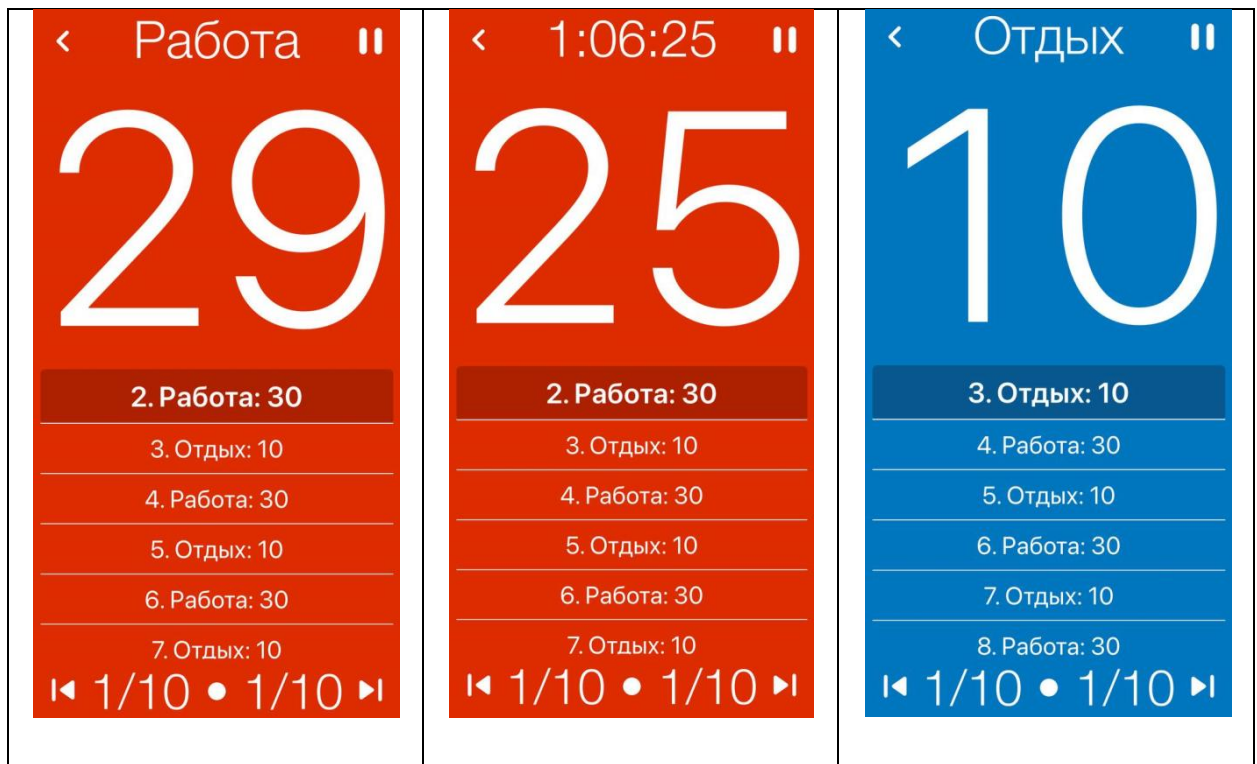 Работа
29
2. Работа: 30
3. Отдых: 10
4. Работа: 30
5. Отдых: 10
6. Работа: 30
7. Отдых: 10
1/10 • 1/10
1:06:25
25
2. Работа: 30
3. Отдых: 10
4. Работа: 30
5. Отдых: 10
6. Работа: 30
7. Отдых: 10
1/10 • 1/10
Отдых
10
3. Отдых: 10
4. Работа: 30
5. Отдых: 10
6. Работа: 30
7. Отдых: 10
8. Работа: 30
1/10 • 1/10